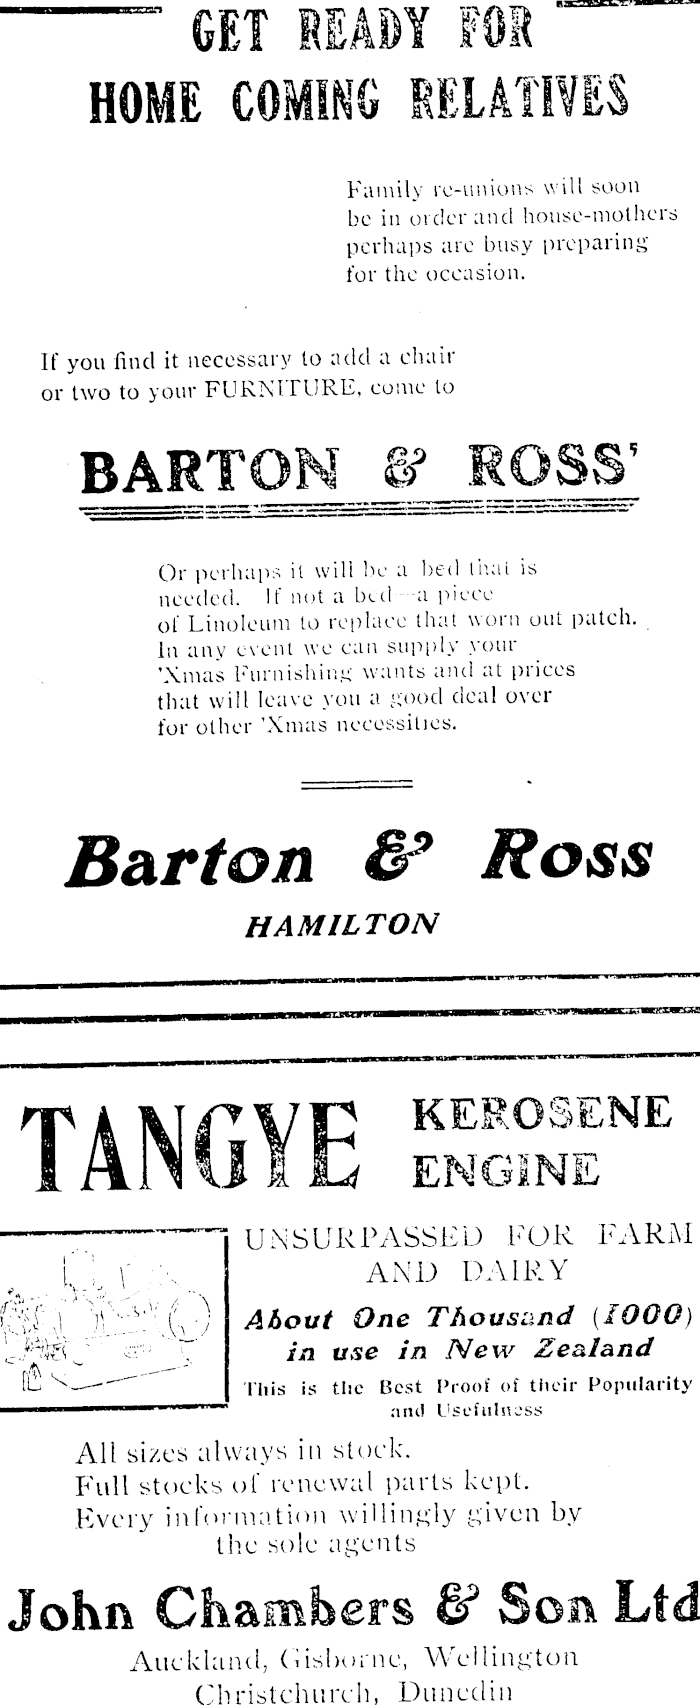 GET READY FOR
HOME COMING RELATIVES
Family re-unions will soon
be in order and house-mothers
perhaps are busy preparing
for the occasion.
If you find it necessary to add a chair
or two to your FURNITURE, come to
BARTON & ROSS'
Or perhaps it will be a bed that is
needed. If not a bed—a piece
of Linoleum to replace that worn out patch.
In any event we can supply your
'Xmas Furnishing wants and at prices
that will leave you a good deal over
for other 'Xmas necessities.
Barton & Ross
HAMILTON
TANGYE KEROSENE
ENGINE
UNSURPASSED FOR FARM
AND DAIRY
About One Thousand (1000)
in use in New Zealand
This is the Best Proof of their Popularity
and Usefulness
All sizes always in stock.
Full stocks of renewal parts kept.
Every information willingly given by
the sole agents
John Chambers & Son Ltd
Auckland, Gisborne, Wellington
Christchurch, Dunedin